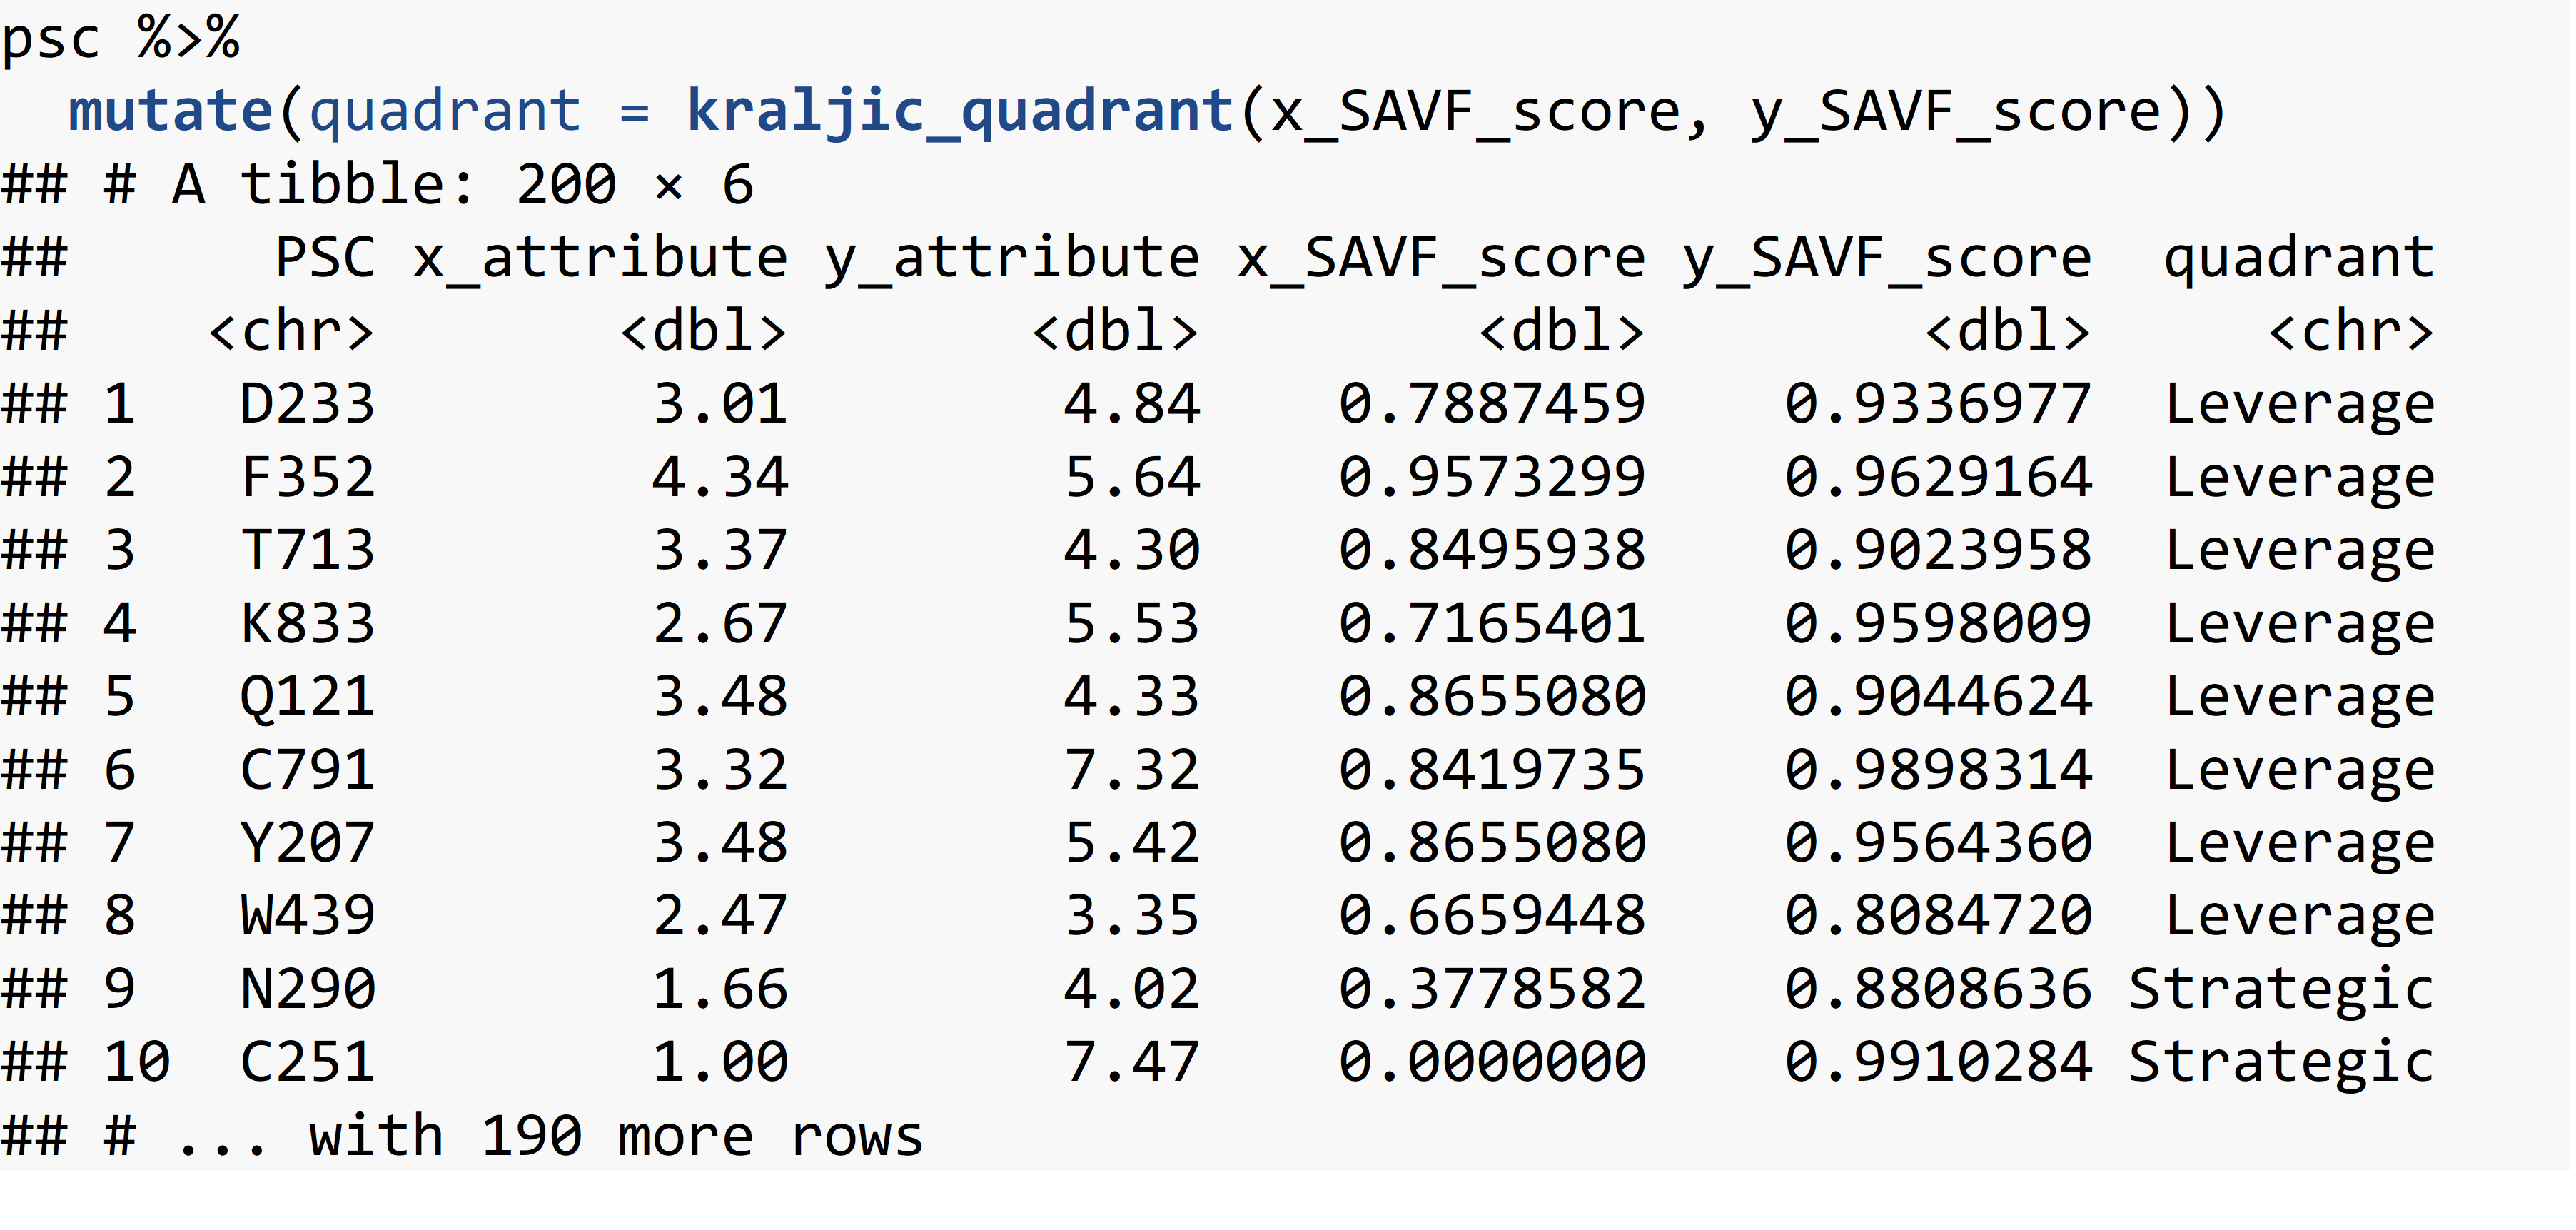 psc %>%
  mutate(quadrant = kraljic_quadrant(x_SAVF_score, y_SAVF_score))
## # A tibble: 200 × 6
##      PSC x_attribute y_attribute x_SAVF_score y_SAVF_score  quadrant
##    <chr>       <dbl>       <dbl>        <dbl>        <dbl>     <chr>
## 1   D233        3.01        4.84    0.7887459    0.9336977  Leverage
## 2   F352        4.34        5.64    0.9573299    0.9629164  Leverage
## 3   T713        3.37        4.30    0.8495938    0.9023958  Leverage
## 4   K833        2.67        5.53    0.7165401    0.9598009  Leverage
## 5   Q121        3.48        4.33    0.8655080    0.9044624  Leverage
## 6   C791        3.32        7.32    0.8419735    0.9898314  Leverage
## 7   Y207        3.48        5.42    0.8655080    0.9564360  Leverage
## 8   W439        2.47        3.35    0.6659448    0.8084720  Leverage
## 9   N290        1.66        4.02    0.3778582    0.8808636 Strategic
## 10  C251        1.00        7.47    0.0000000    0.9910284 Strategic
## # ... with 190 more rows